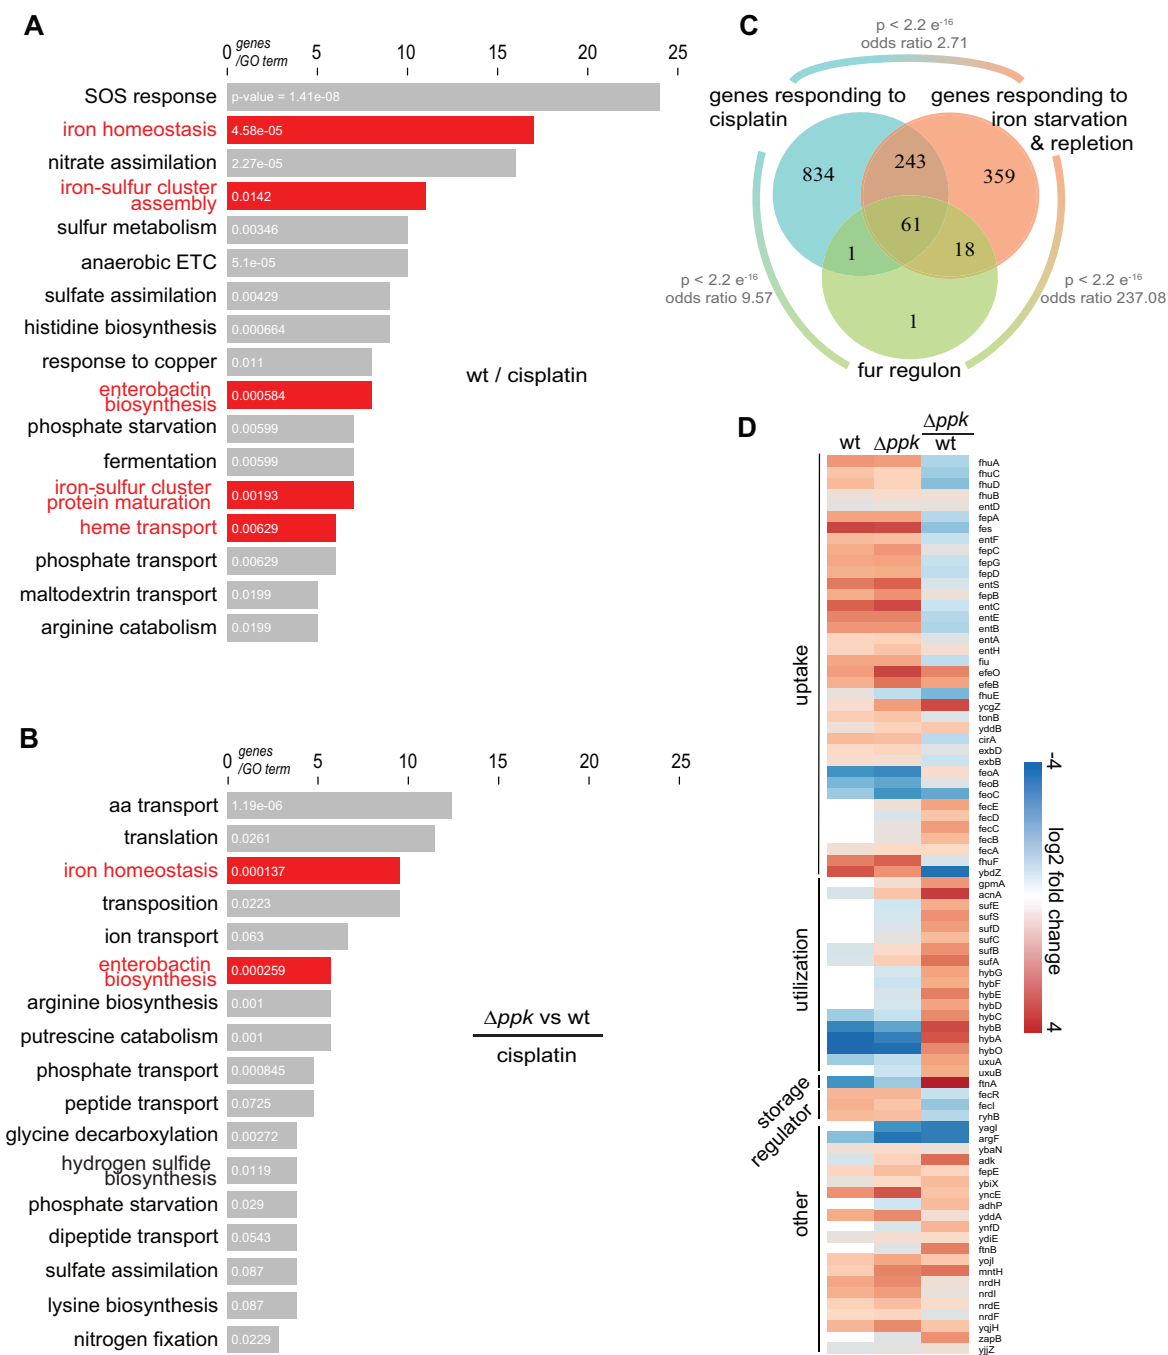 A
genes
/GO term
0 5 10 15 20 25
SOS response
p-value = 1.41e-08
iron homeostasis
4.58e-05
nitrate assimilation
2.27e-05
iron-sulfur cluster
assembly
0.0142
sulfur metabolism
0.00346
anaerobic ETC
5.1e-05
sulfate assimilation
0.00429
histidine biosynthesis
0.000664
response to copper
0.011
enterobactin
biosynthesis
0.000584
phosphate starvation
0.00599
fermentation
0.00599
iron-sulfur cluster
protein maturation
0.00193
heme transport
0.00629
phosphate transport
0.00629
maltodextrin transport
0.0199
arginine catabolism
0.0199
wt / cisplatin
B
genes
/GO term
0 5 10 15 20 25
aa transport
1.19e-06
translation
0.0261
iron homeostasis
0.000137
transposition
0.0223
ion transport
0.063
enterobactin
biosynthesis
0.000259
arginine biosynthesis
0.001
putrescine catabolism
0.001
phosphate transport
0.000845
peptide transport
0.0725
glycine decarboxylation
0.00272
hydrogen sulfide
biosynthesis
0.0119
phosphate starvation
0.029
dipeptide transport
0.0543
sulfate assimilation
0.087
lysine biosynthesis
0.087
nitrogen fixation
0.0229
Δppk vs wt
cisplatin
C
p < 2.2 e-16
odds ratio 2.71
genes responding to
cisplatin
genes responding to
iron starvation
& repletion
834
243
359
61
1
18
1
p < 2.2 e-16
odds ratio 9.57
p < 2.2 e-16
odds ratio 237.08
fur regulon
D
wt
Δppk
Δppk
wt
uptake
utilization
storage
regulator
other
fhuA
fhuC
fhuD
fhuB
entD
fepA
fes
entF
fepC
fepG
fepD
entS
fepB
entC
entE
entB
entA
entH
fiu
efeO
efeB
fhuE
ycgZ
tonB
yddB
cirA
exbD
exbB
feoA
feoB
feoC
fecE
fecD
fecC
fecB
fecA
fhuF
ybdZ
gpmA
acnA
sufE
sufS
sufD
sufC
sufB
sufA
hybG
hybF
hybE
hybD
hybC
hybB
hybA
hybO
uxuA
uxuB
ftnA
fecR
fecI
ryhB
yagI
argF
ybaN
adk
fepE
ybiX
yncE
adhP
yddA
ynfD
ydiE
ftnB
yojI
mntH
nrdH
nrdI
nrdE
nrdF
yqjH
zapB
yjjZ
-4
log2 fold change
4